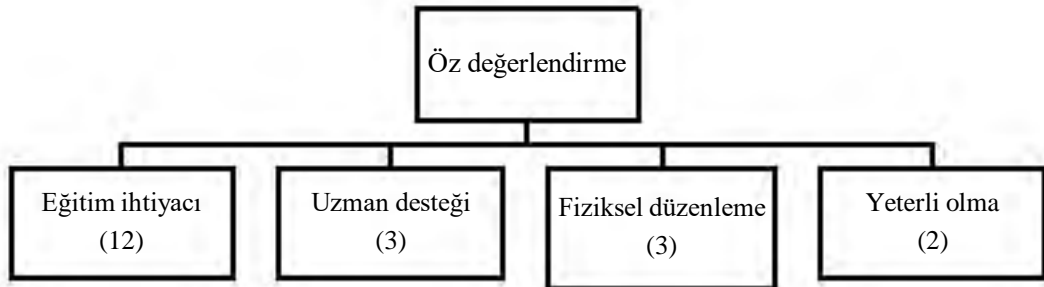 Öz değerlendirme
Eğitim ihtiyacı
(12)
Uzman desteği
(3)
Fiziksel düzenleme
(3)
Yeterli olma
(2)